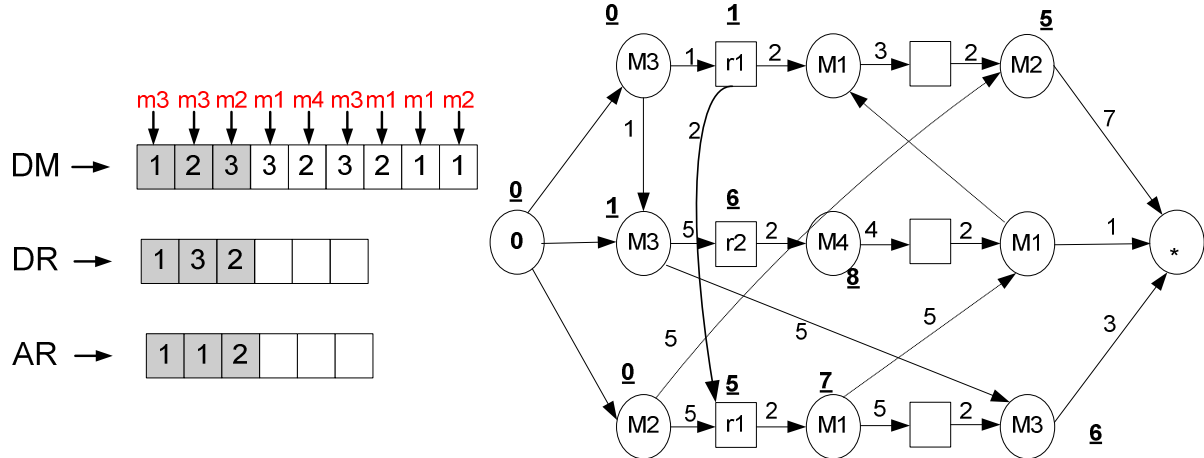 m3 m3 m2 m1 m4 m3 m1 m1 m2
DM 1 2 3 3 2 3 2 1 1
DR 1 3 2
AR 1 1 2
0 1 5
M3 1 r1 2 M1 3 2 M2
1 2 7
0 1 6
0 M3 5 r2 2 M4 4 2 M1 1 *
8
5 5 5 3
0 5 7
M2 5 r1 2 M1 5 2 M3 6